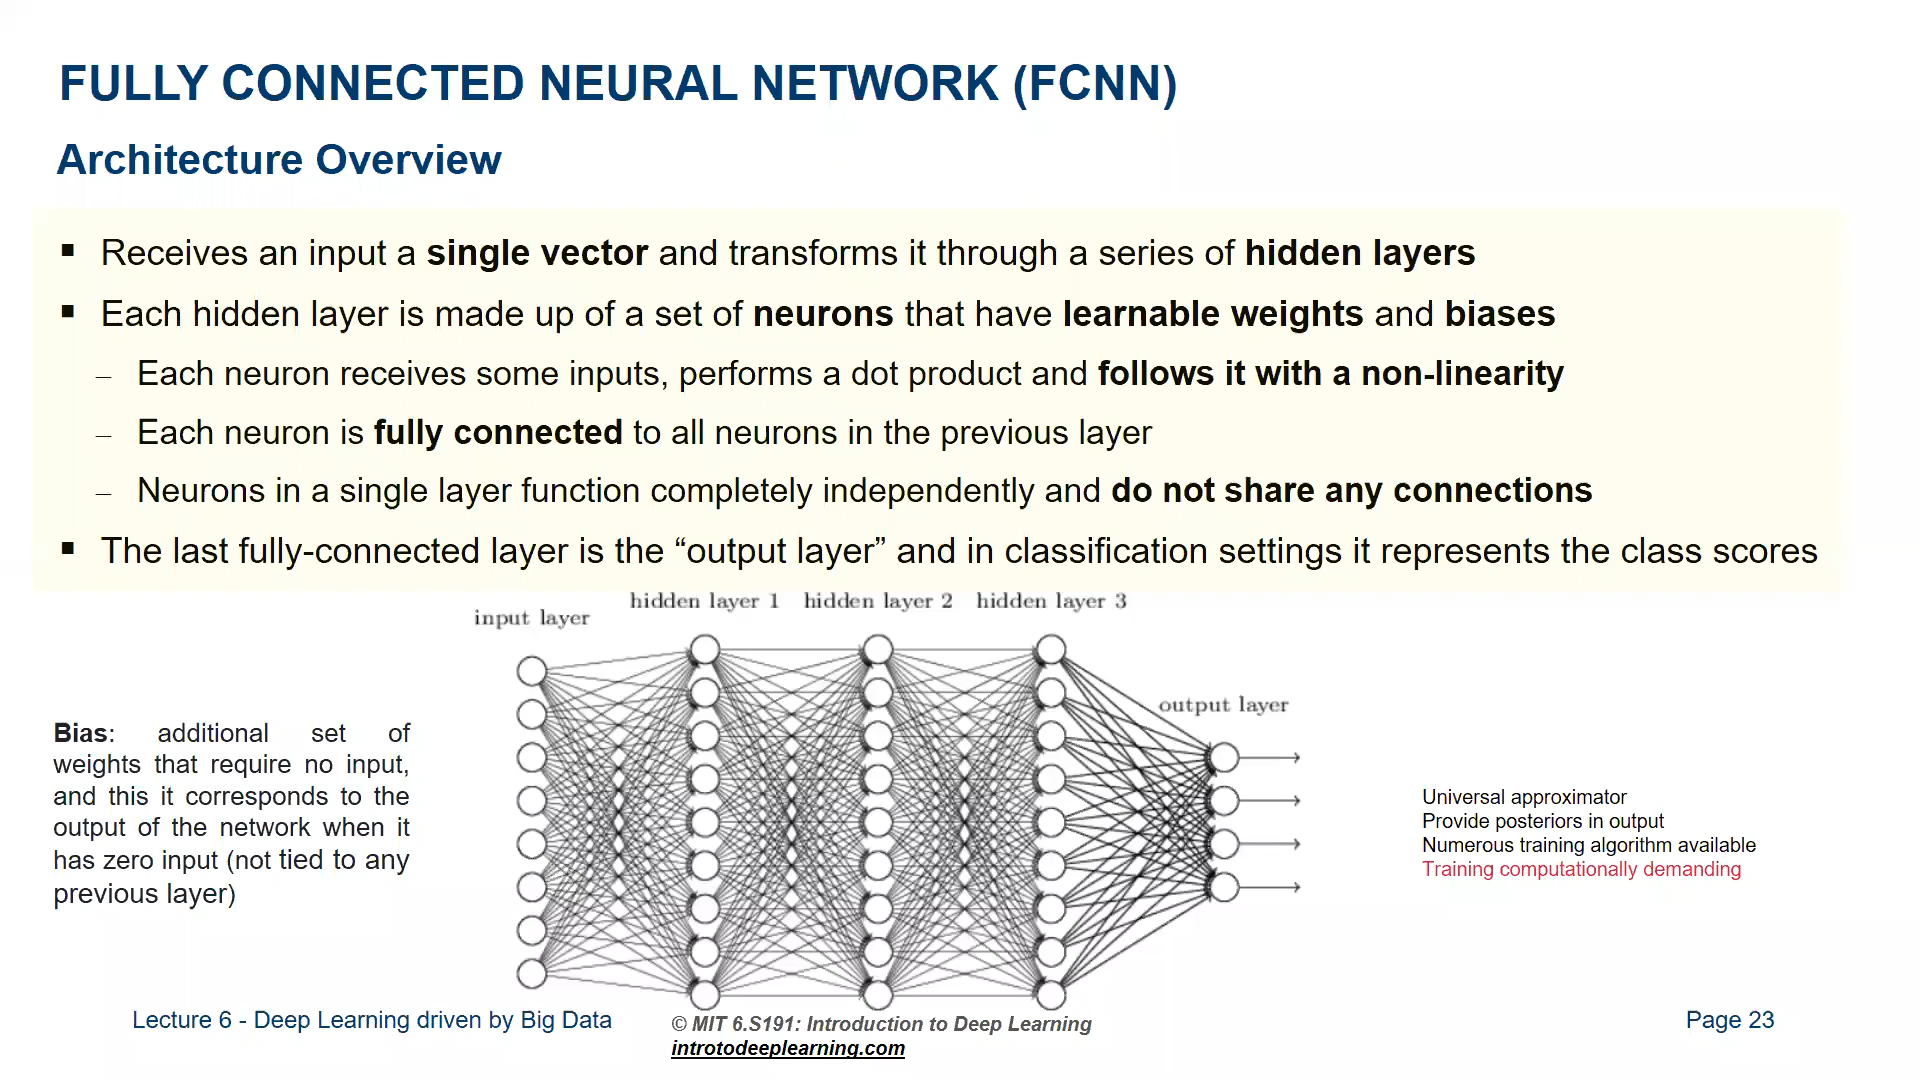 FULLY CONNECTED NEURAL NETWORK (FCNN)
Architecture Overview
▪ Receives an input a single vector and transforms it through a series of hidden layers
▪ Each hidden layer is made up of a set of neurons that have learnable weights and biases
– Each neuron receives some inputs, performs a dot product and follows it with a non-linearity
– Each neuron is fully connected to all neurons in the previous layer
– Neurons in a single layer function completely independently and do not share any connections
▪ The last fully-connected layer is the “output layer” and in classification settings it represents the class scores
input layer
hidden layer 1
hidden layer 2
hidden layer 3
output layer
Bias: additional set of
weights that require no input,
and this it corresponds to the
output of the network when it
has zero input (not tied to any
previous layer)
Universal approximator
Provide posteriors in output
Numerous training algorithm available
Training computationally demanding
Lecture 6 - Deep Learning driven by Big Data
© MIT 6.S191: Introduction to Deep Learning
introtodeeplearning.com
Page 23